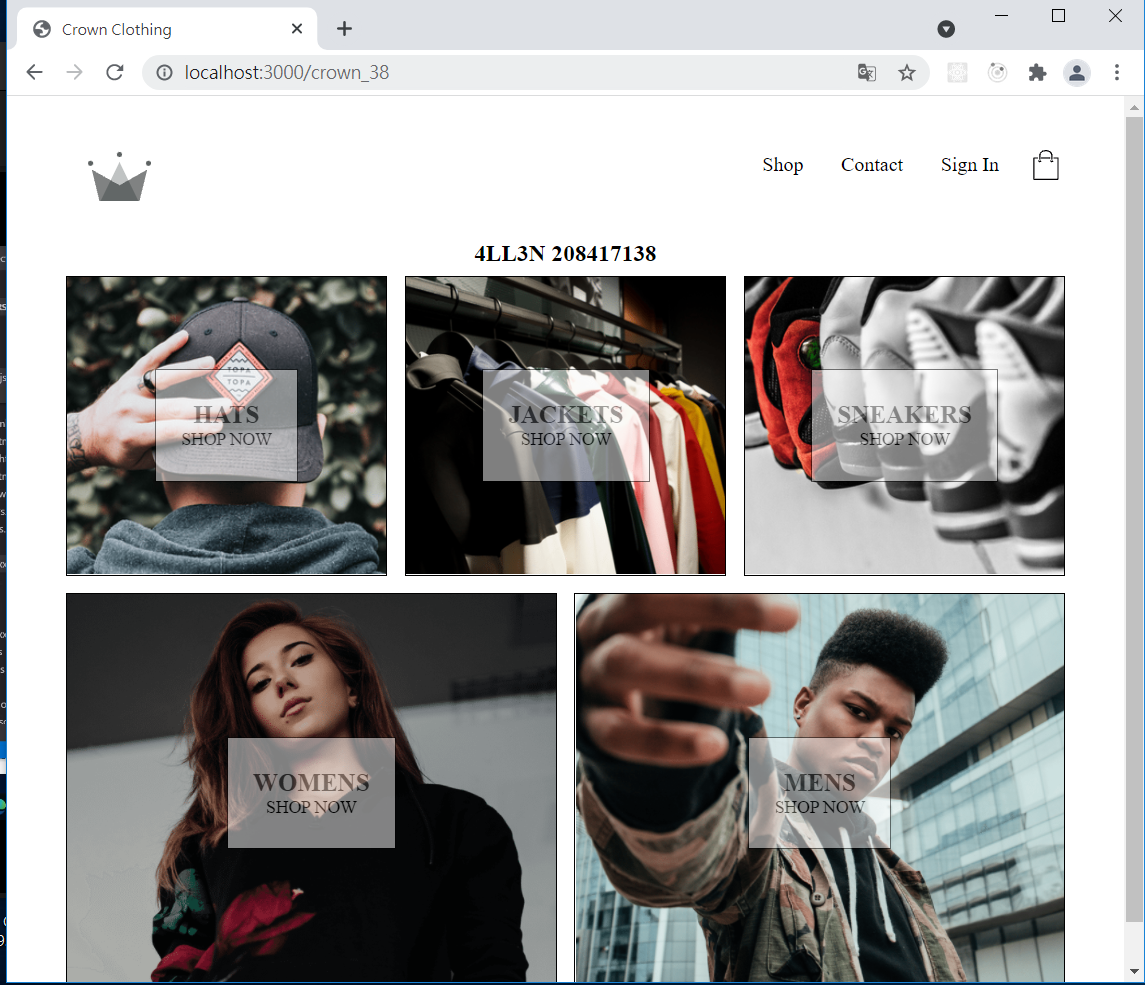 Crown Clothing
localhost:3000/crown_38
Shop Contact Sign In
4LL3N 208417138
TOPA
TOPA
HATS
SHOP NOW
JACKETS
SHOP NOW
SNEAKERS
SHOP NOW
WOMENS
SHOP NOW
MENS
SHOP NOW